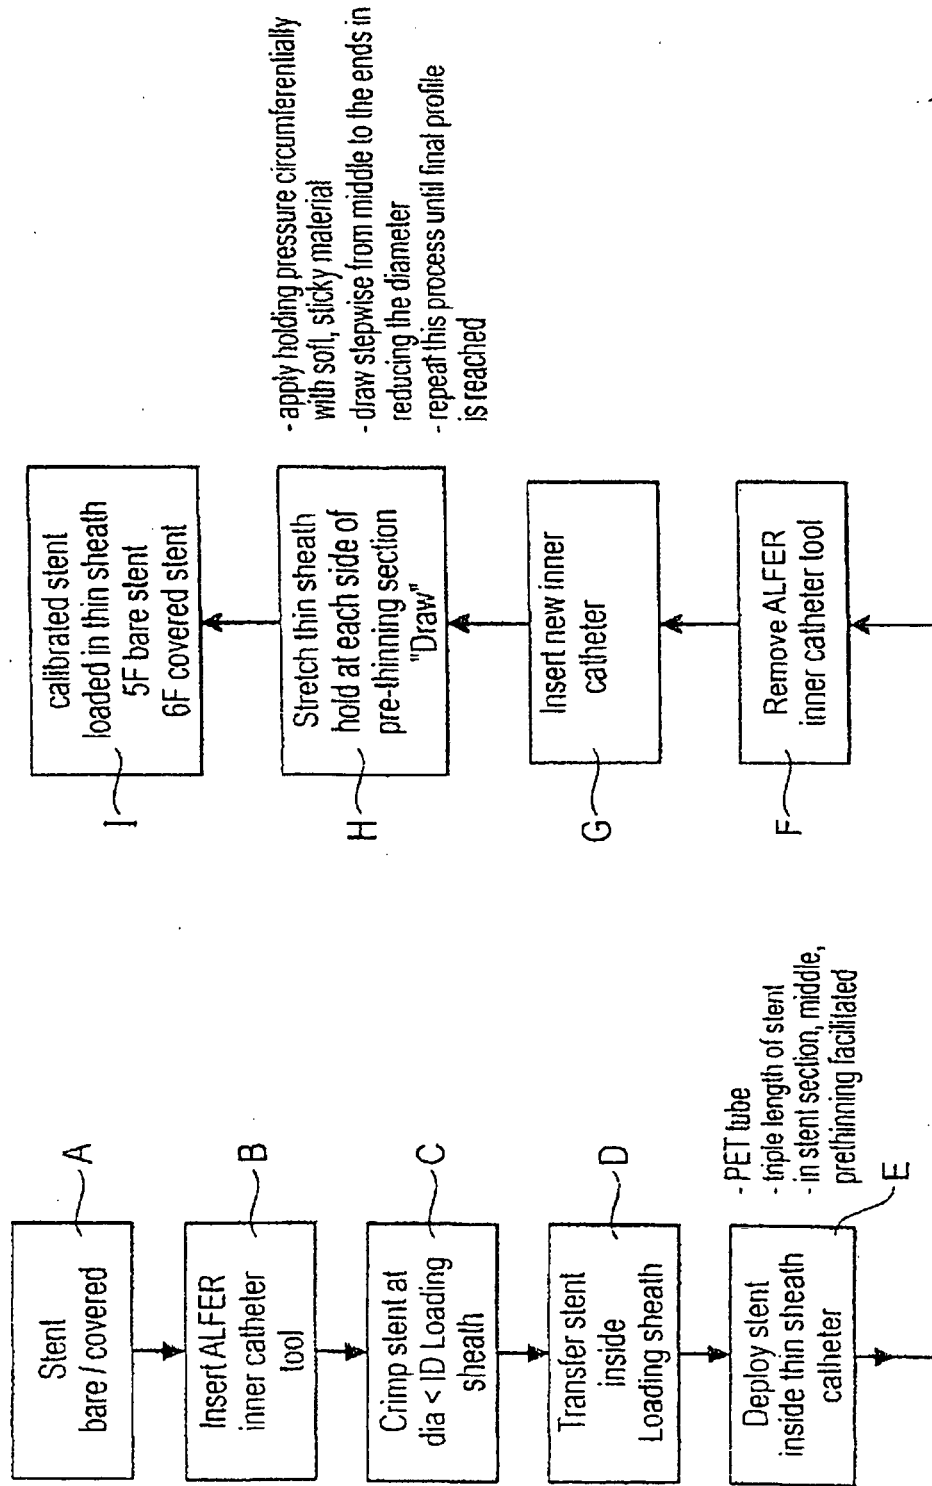 Stent
bare / covered
A
Insert ALFER
inner catheter
tool
B
Crimp stent at
dia < ID Loading
sheath
C
Transfer stent
inside
Loading sheath
D
Deploy stent
inside thin sheath
catheter
E
- PET tube
- triple length of stent
- in stent section, middle,
prethinning facilitated
Remove ALFER
inner catheter tool
F
Insert new inner
catheter
G
Stretch thin sheath
hold at each side of
pre-thinning section
"Draw"
H
- apply holding pressure circumferentially
with soft, sticky material
- draw stepwise from middle to the ends in
reducing the diameter
- repeat this process until final profile
is reached
calibrated stent
loaded in thin sheath
5F bare stent
6F covered stent
I